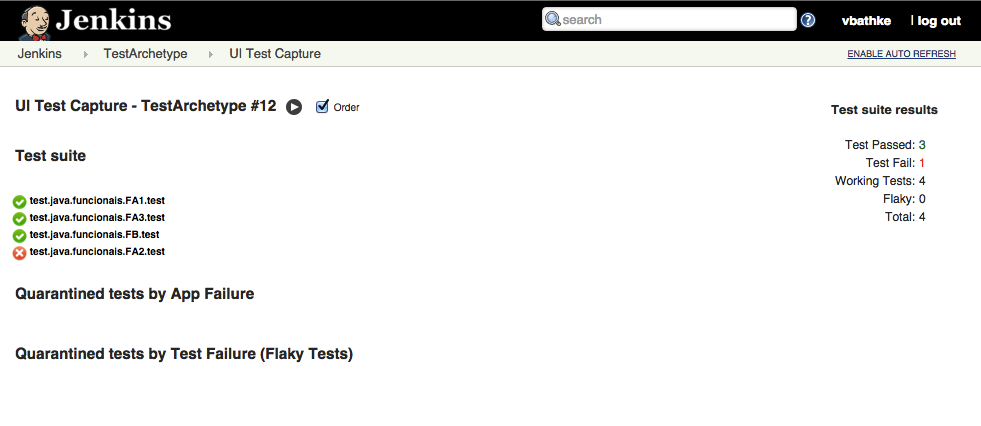 Jenkins
search
vbathke
| log out
Jenkins
TestArchetype
UI Test Capture
ENABLE AUTO REFRESH
UI Test Capture - TestArchetype #12
Order
Test suite
test.java.funcionais.FA1.test
test.java.funcionais.FA3.test
test.java.funcionais.FB.test
test.java.funcionais.FA2.test
Quarantined tests by App Failure
Quarantined tests by Test Failure (Flaky Tests)
Test suite results
Test Passed: 3
Test Fail: 1
Working Tests: 4
Flaky: 0
Total: 4